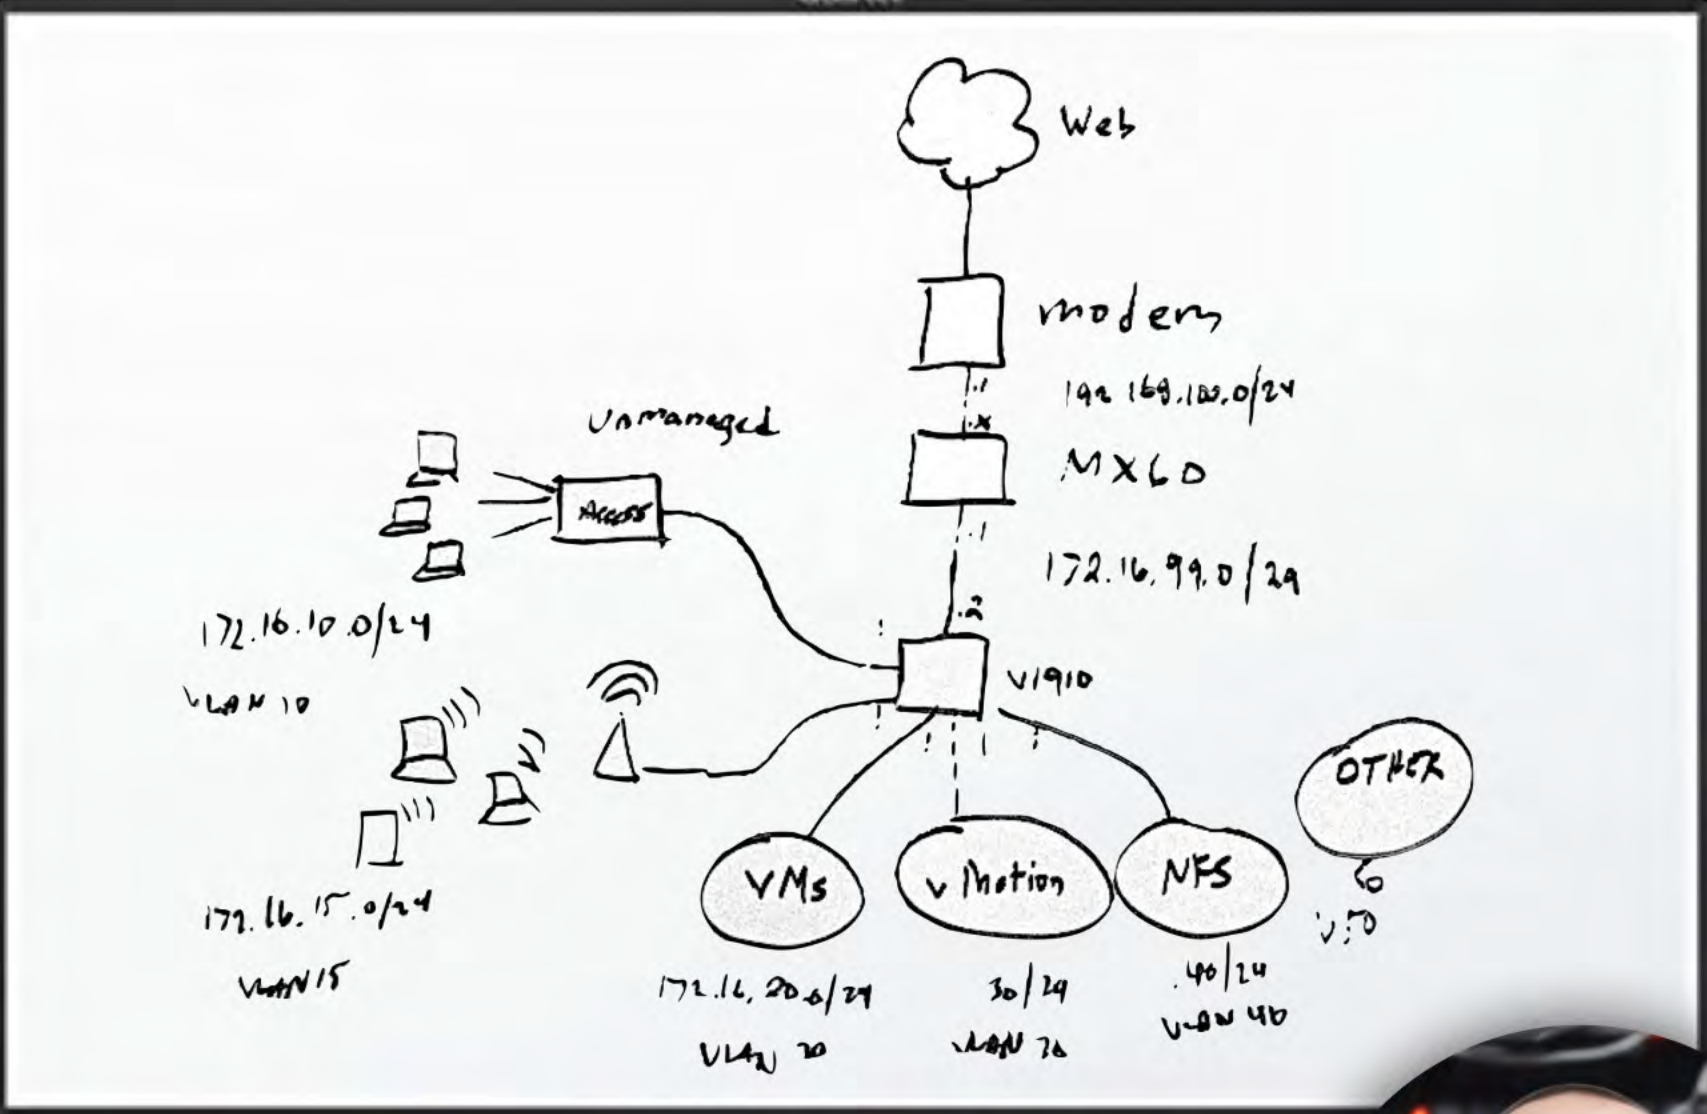 Web
modem
192.168.100.0/24
.1
.x
MX60
.1
172.16.99.0/29
.2
V1910
Unmanaged
Access
172.16.10.0/24
VLAN 10
172.16.15.0/24
VLAN 15
VMs
172.16.20.0/24
VLAN 20
vMotion
30/24
VLAN 30
NFS
.40/24
VLAN 40
OTHER